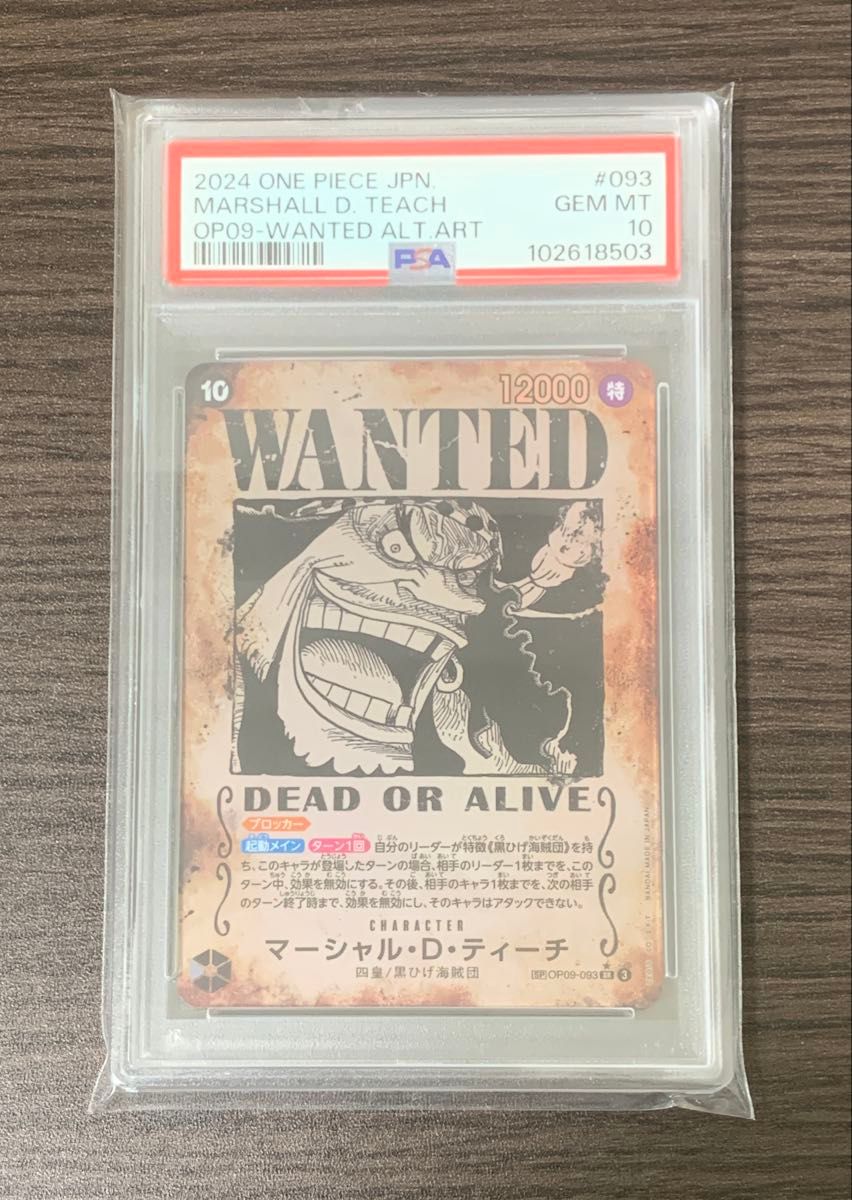 2024 ONE PIECE JPN. #093
MARSHALL D. TEACH GEM MT
OP09-WANTED ALT.ART 10
PSA 102618503
10 12000 特
WANTED
DEAD OR ALIVE
ブロッカー
起動メイン ターン1回 自分のリーダーが特徴《黒ひげ海賊団》を持
ち、このキャラが登場したターンの場合、相手のリーダー1枚までを、この
ターン中、効果を無効にする。その後、相手のキャラ1枚までを、次の相手
のターン終了時まで、効果を無効にし、そのキャラはアタックできない。
CHARACTER
マーシャル・D・ティーチ
四皇/黒ひげ海賊団
SP OP09-093 SR 3
BANDAI MADE IN JAPAN